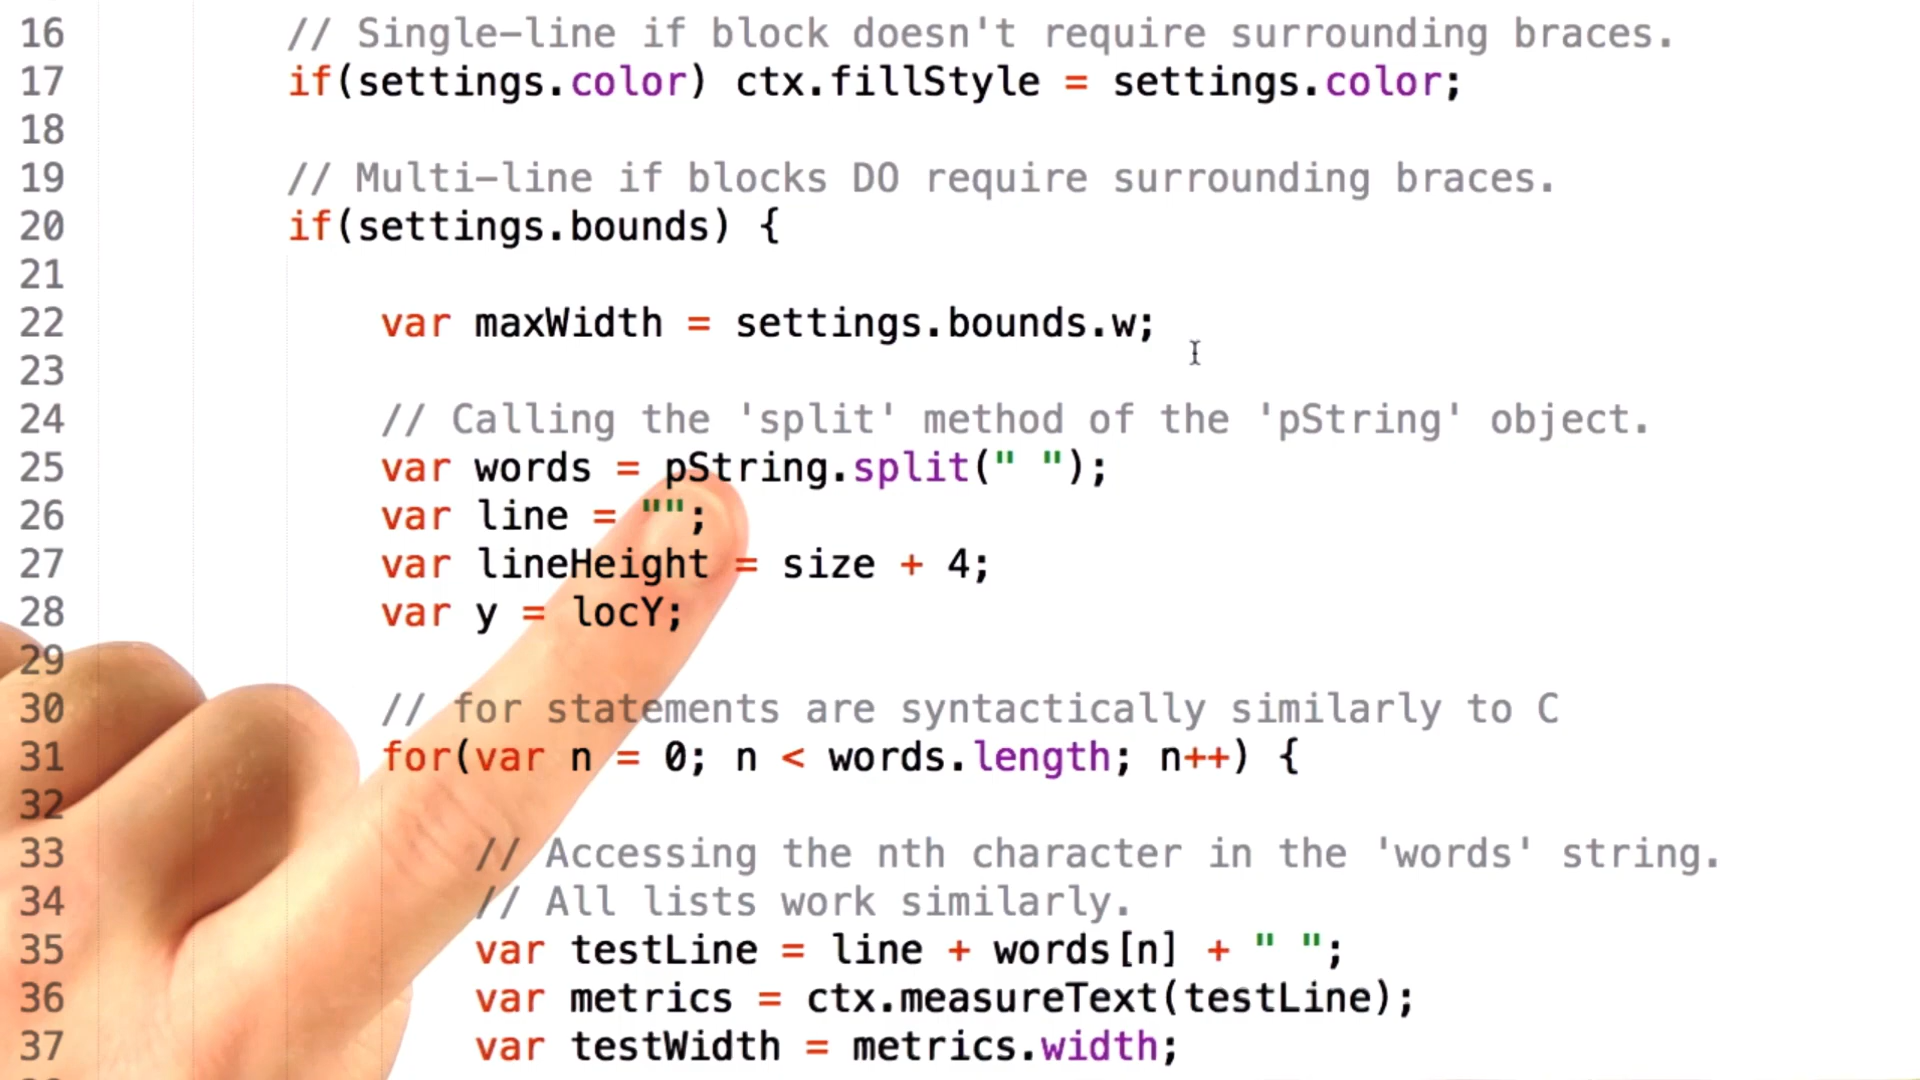 16 // Single-line if block doesn't require surrounding braces.
17 if(settings.color) ctx.fillStyle = settings.color;
18
19 // Multi-line if blocks DO require surrounding braces.
20 if(settings.bounds) {
21
22 var maxWidth = settings.bounds.w;
23
24 // Calling the 'split' method of the 'pString' object.
25 var words = pString.split(" ");
26 var line = "";
27 var lineHeight = size + 4;
28 var y = locY;
29
30 // for statements are syntactically similarly to C
31 for(var n = 0; n < words.length; n++) {
32
33 // Accessing the nth character in the 'words' string.
34 // All lists work similarly.
35 var testLine = line + words[n] + " ";
36 var metrics = ctx.measureText(testLine);
37 var testWidth = metrics.width;